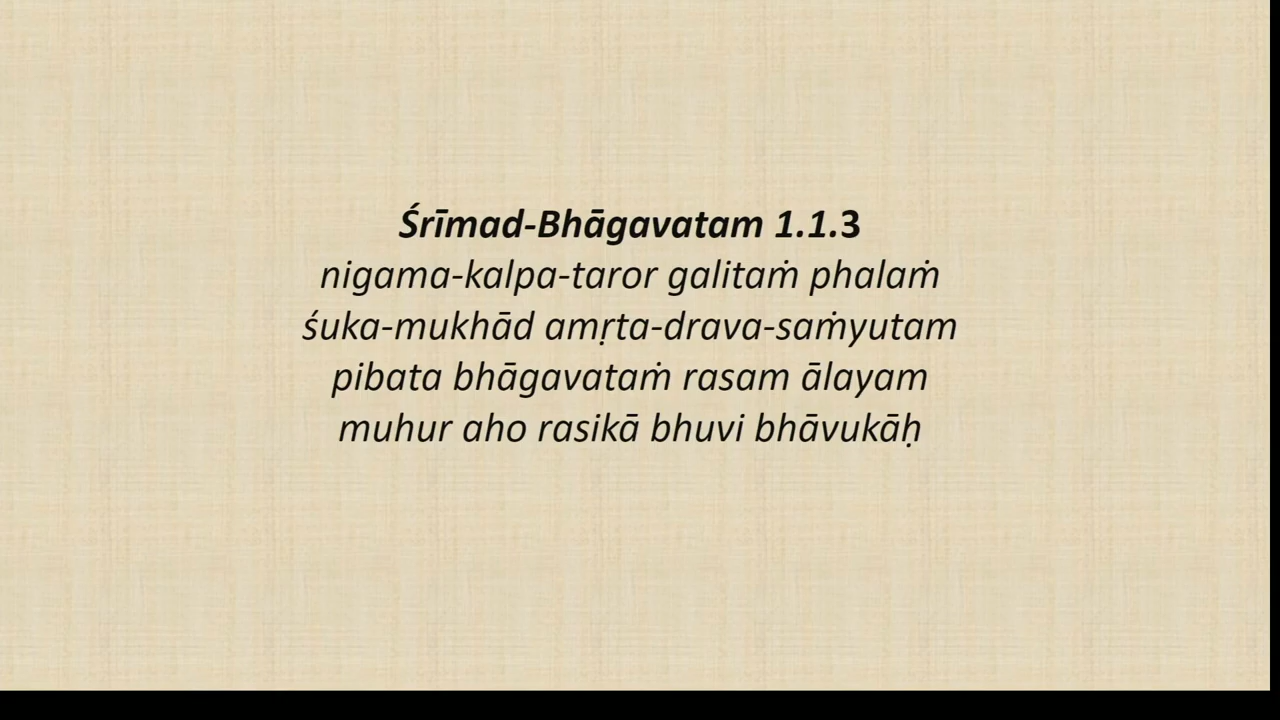 Śrīmad-Bhāgavatam 1.1.3
nigama-kalpa-taror galitaṁ phalaṁ
śuka-mukhād amṛta-drava-saṁyutam
pibata bhāgavataṁ rasam ālayam
muhur aho rasikā bhuvi bhāvukāḥ